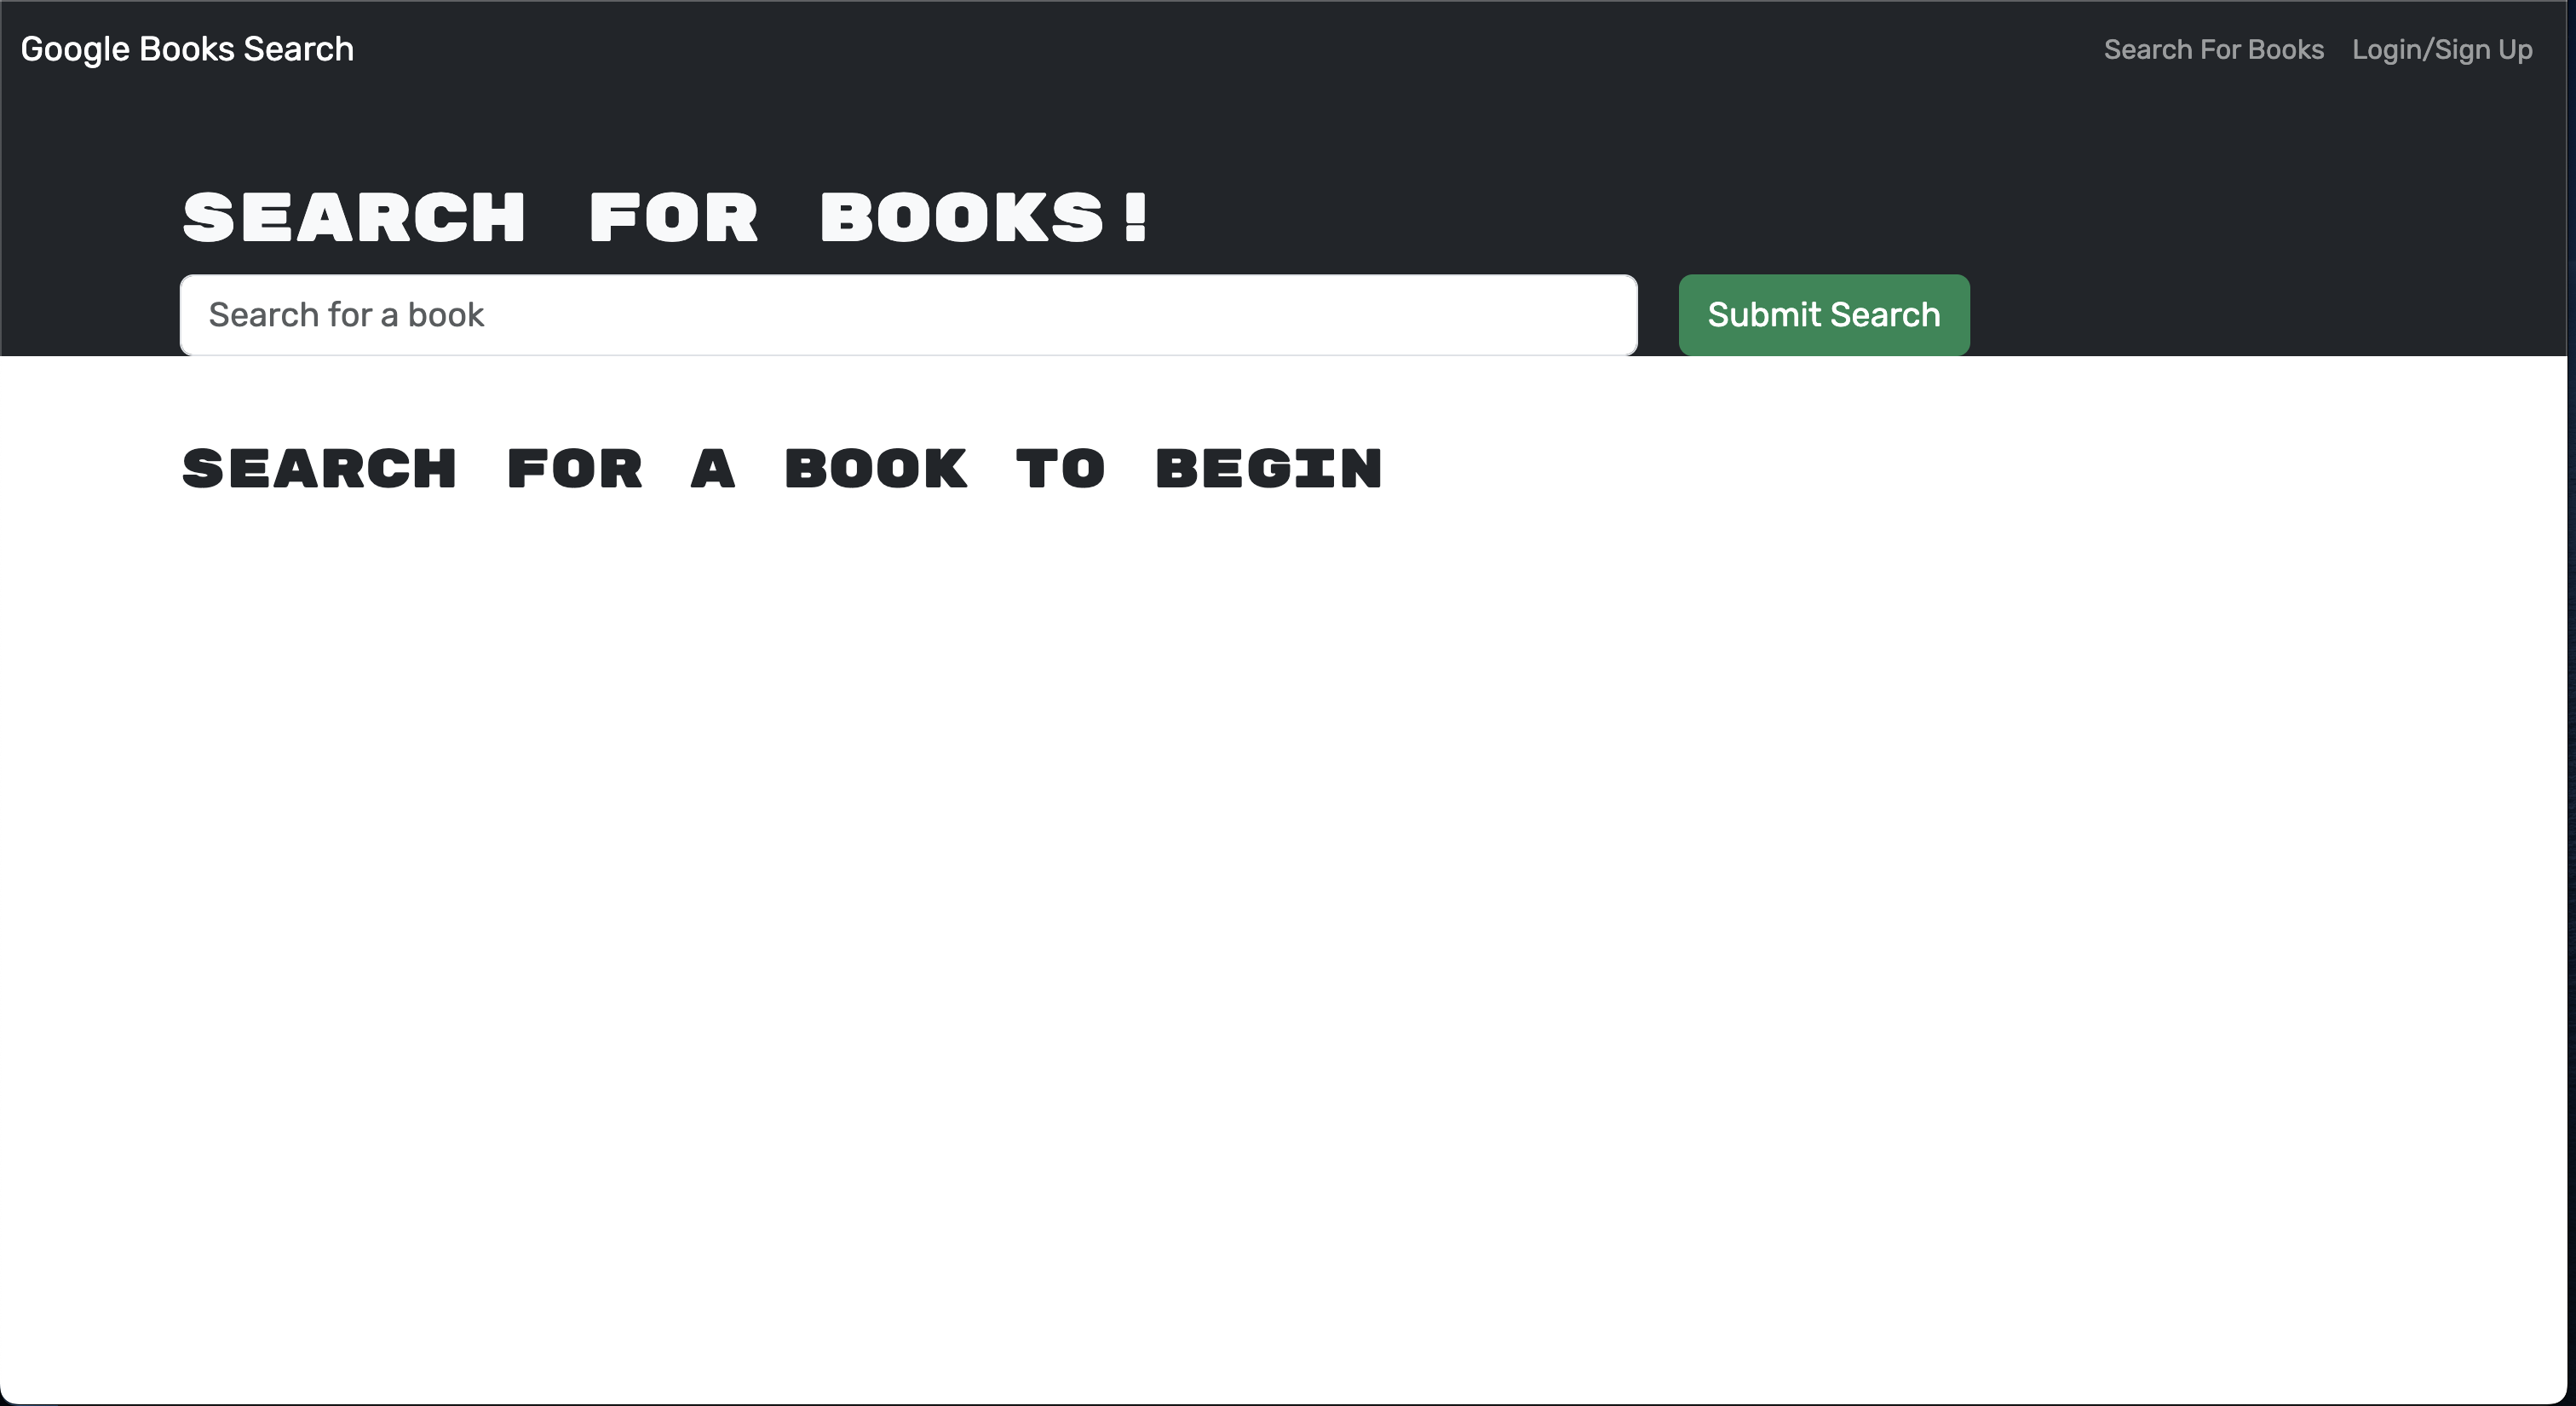 Google Books Search
Search For Books
Login/Sign Up
SEARCH FOR BOOKS!
Search for a book
Submit Search
SEARCH FOR A BOOK TO BEGIN